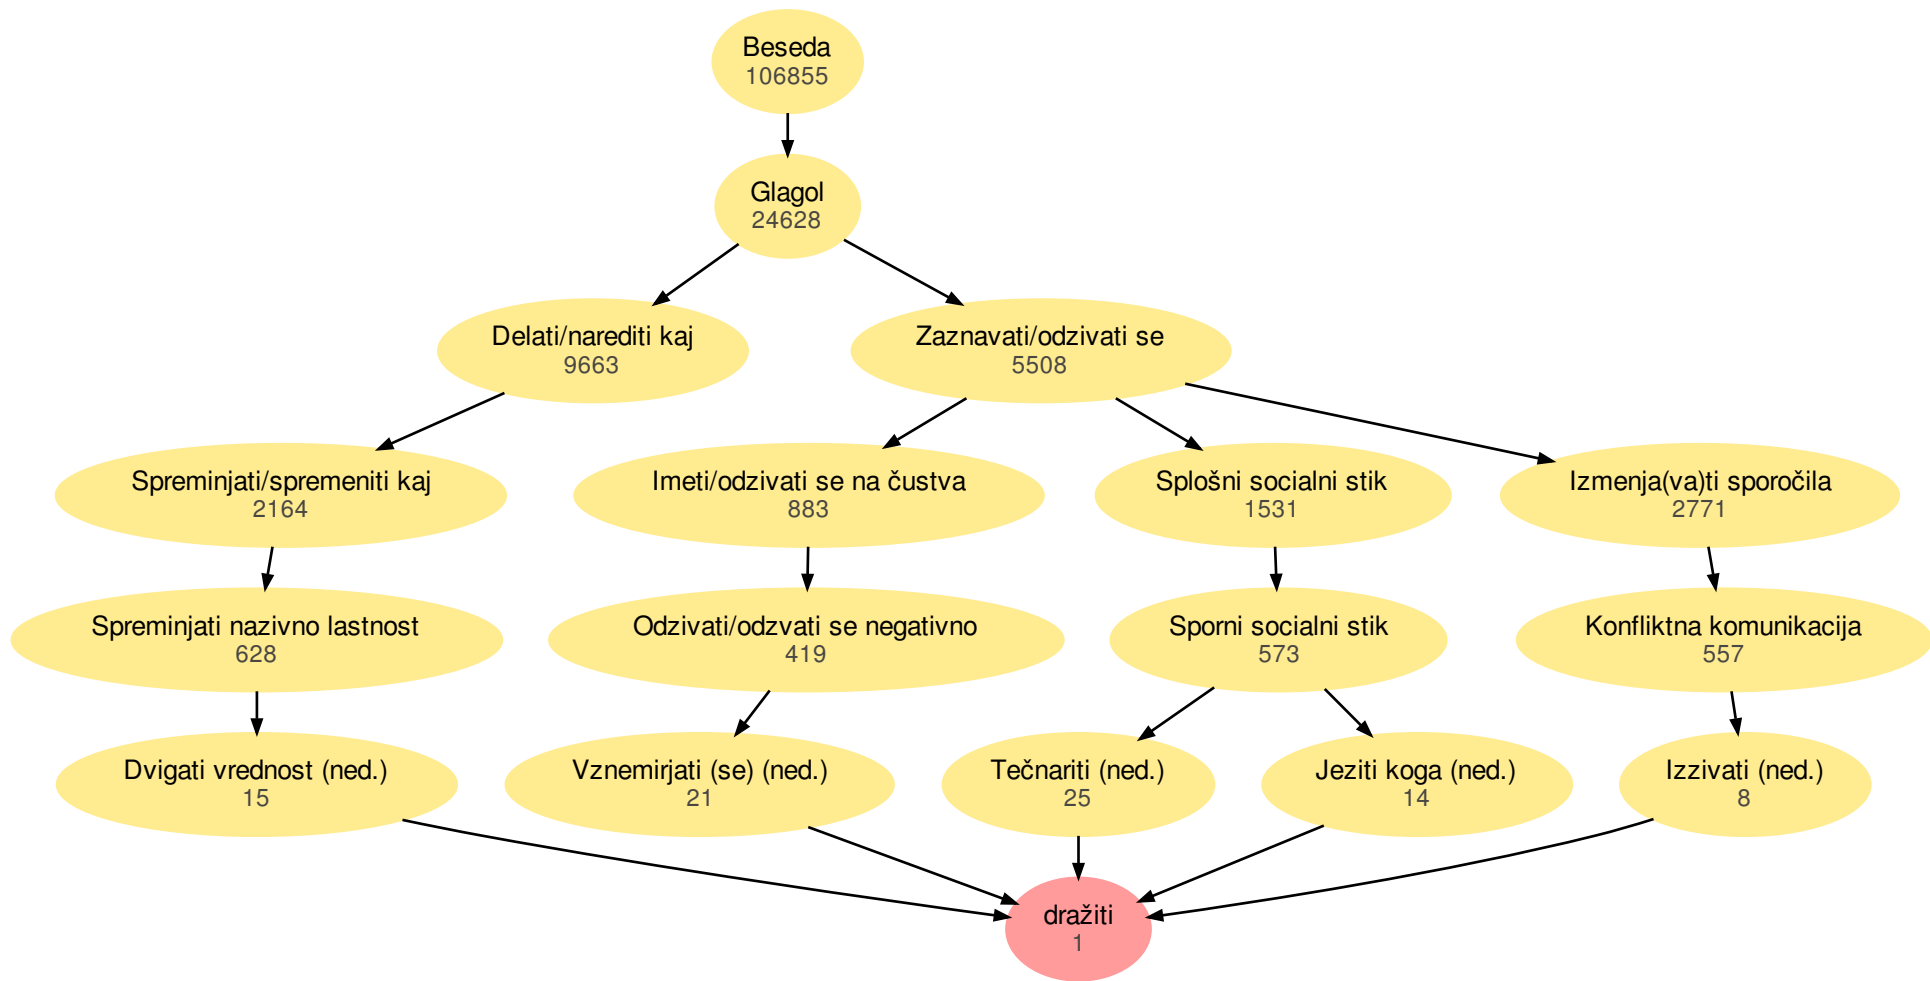 Beseda
106855
Glagol
24628
Delati/narediti kaj
9663
Zaznavati/odzivati se
5508
Spreminjati/spremeniti kaj
2164
Imeti/odzivati se na čustva
883
Splošni socialni stik
1531
Izmenja(va)ti sporočila
2771
Spreminjati nazivno lastnost
628
Odzivati/odzvati se negativno
419
Sporni socialni stik
573
Konfliktna komunikacija
557
Dvigati vrednost (ned.)
15
Vznemirjati (se) (ned.)
21
Tečnariti (ned.)
25
Jeziti koga (ned.)
14
Izzivati (ned.)
8
dražiti
1